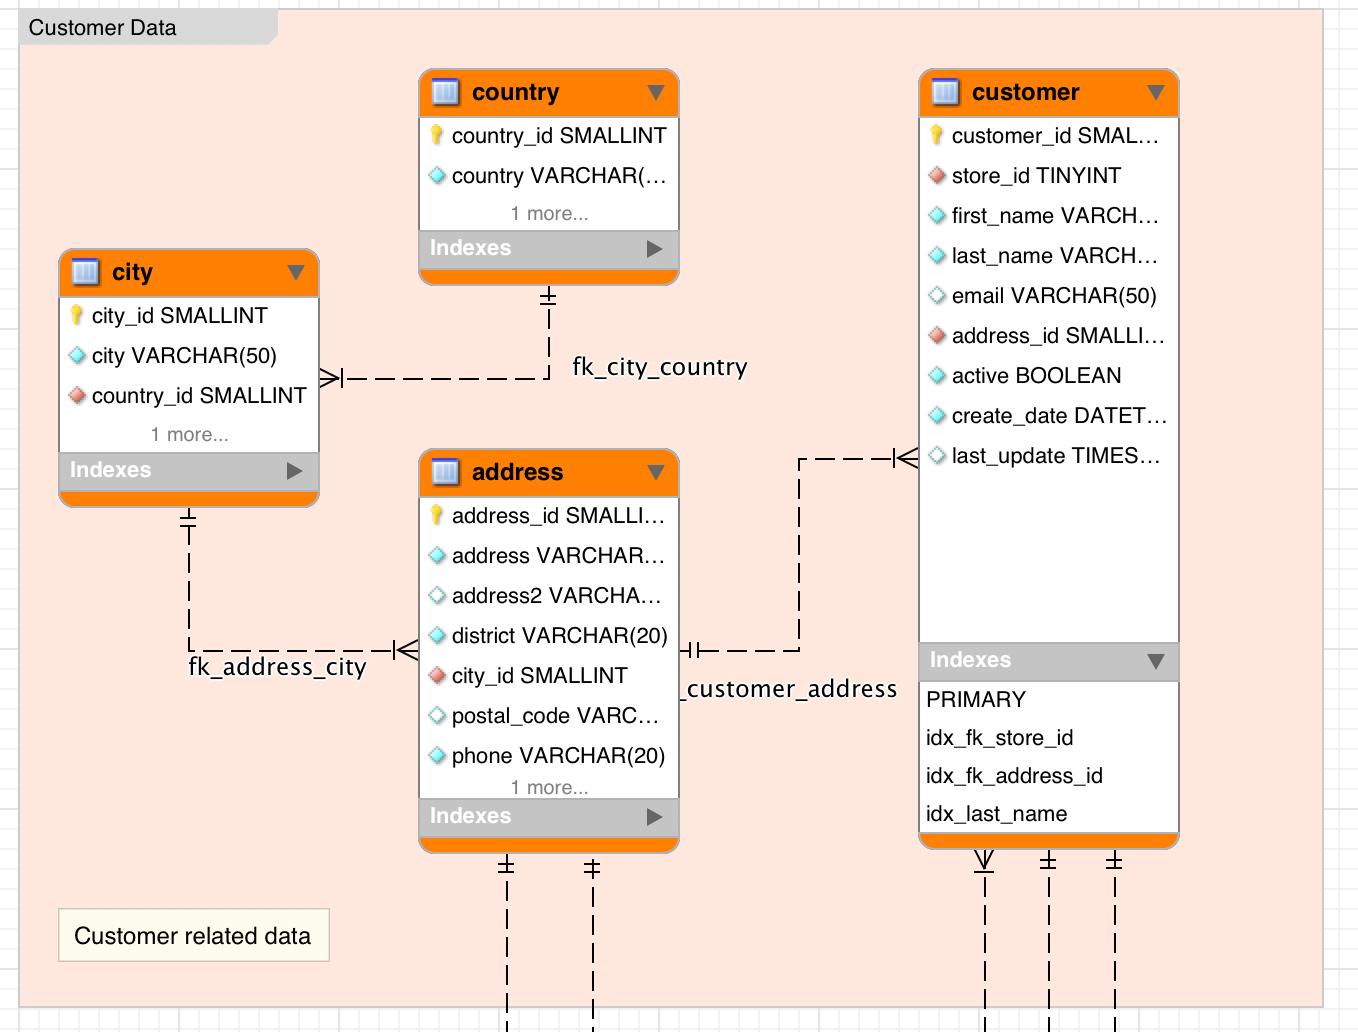 Customer Data
country
country_id SMALLINT
country VARCHAR(...
1 more...
Indexes
customer
customer_id SMAL...
store_id TINYINT
first_name VARCH...
last_name VARCH...
email VARCHAR(50)
address_id SMALLI...
active BOOLEAN
create_date DATET...
last_update TIMES...
Indexes
PRIMARY
idx_fk_store_id
idx_fk_address_id
idx_last_name
city
city_id SMALLINT
city VARCHAR(50)
country_id SMALLINT
1 more...
Indexes
fk_city_country
address
address_id SMALLI...
address VARCHAR...
address2 VARCHA...
district VARCHAR(20)
city_id SMALLINT
postal_code VARC...
phone VARCHAR(20)
1 more...
Indexes
fk_address_city
_customer_address
Customer related data